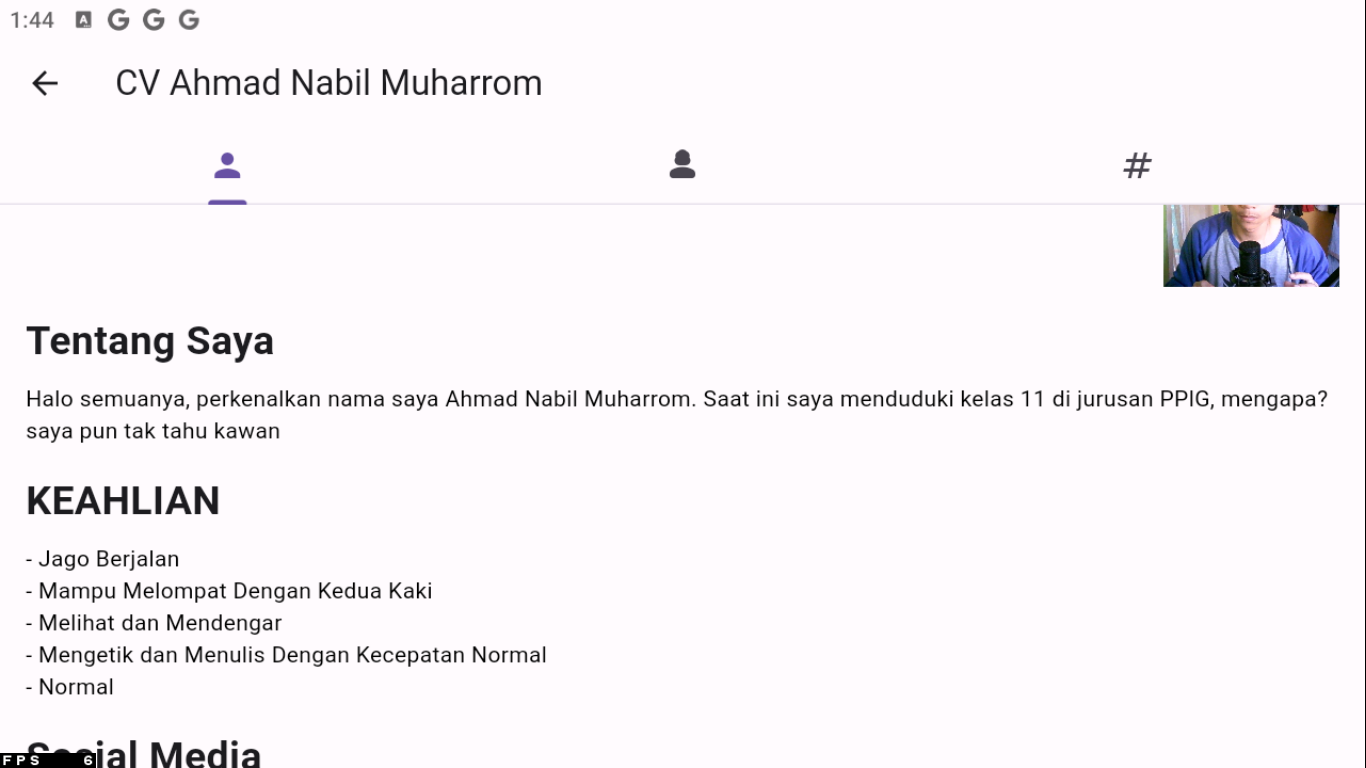 1:44
CV Ahmad Nabil Muharrom
#
Tentang Saya
Halo semuanya, perkenalkan nama saya Ahmad Nabil Muharrom. Saat ini saya menduduki kelas 11 di jurusan PPIG, mengapa?
saya pun tak tahu kawan
KEAHLIAN
- Jago Berjalan
- Mampu Melompat Dengan Kedua Kaki
- Melihat dan Mendengar
- Mengetik dan Menulis Dengan Kecepatan Normal
- Normal
Social Media
FPS 6